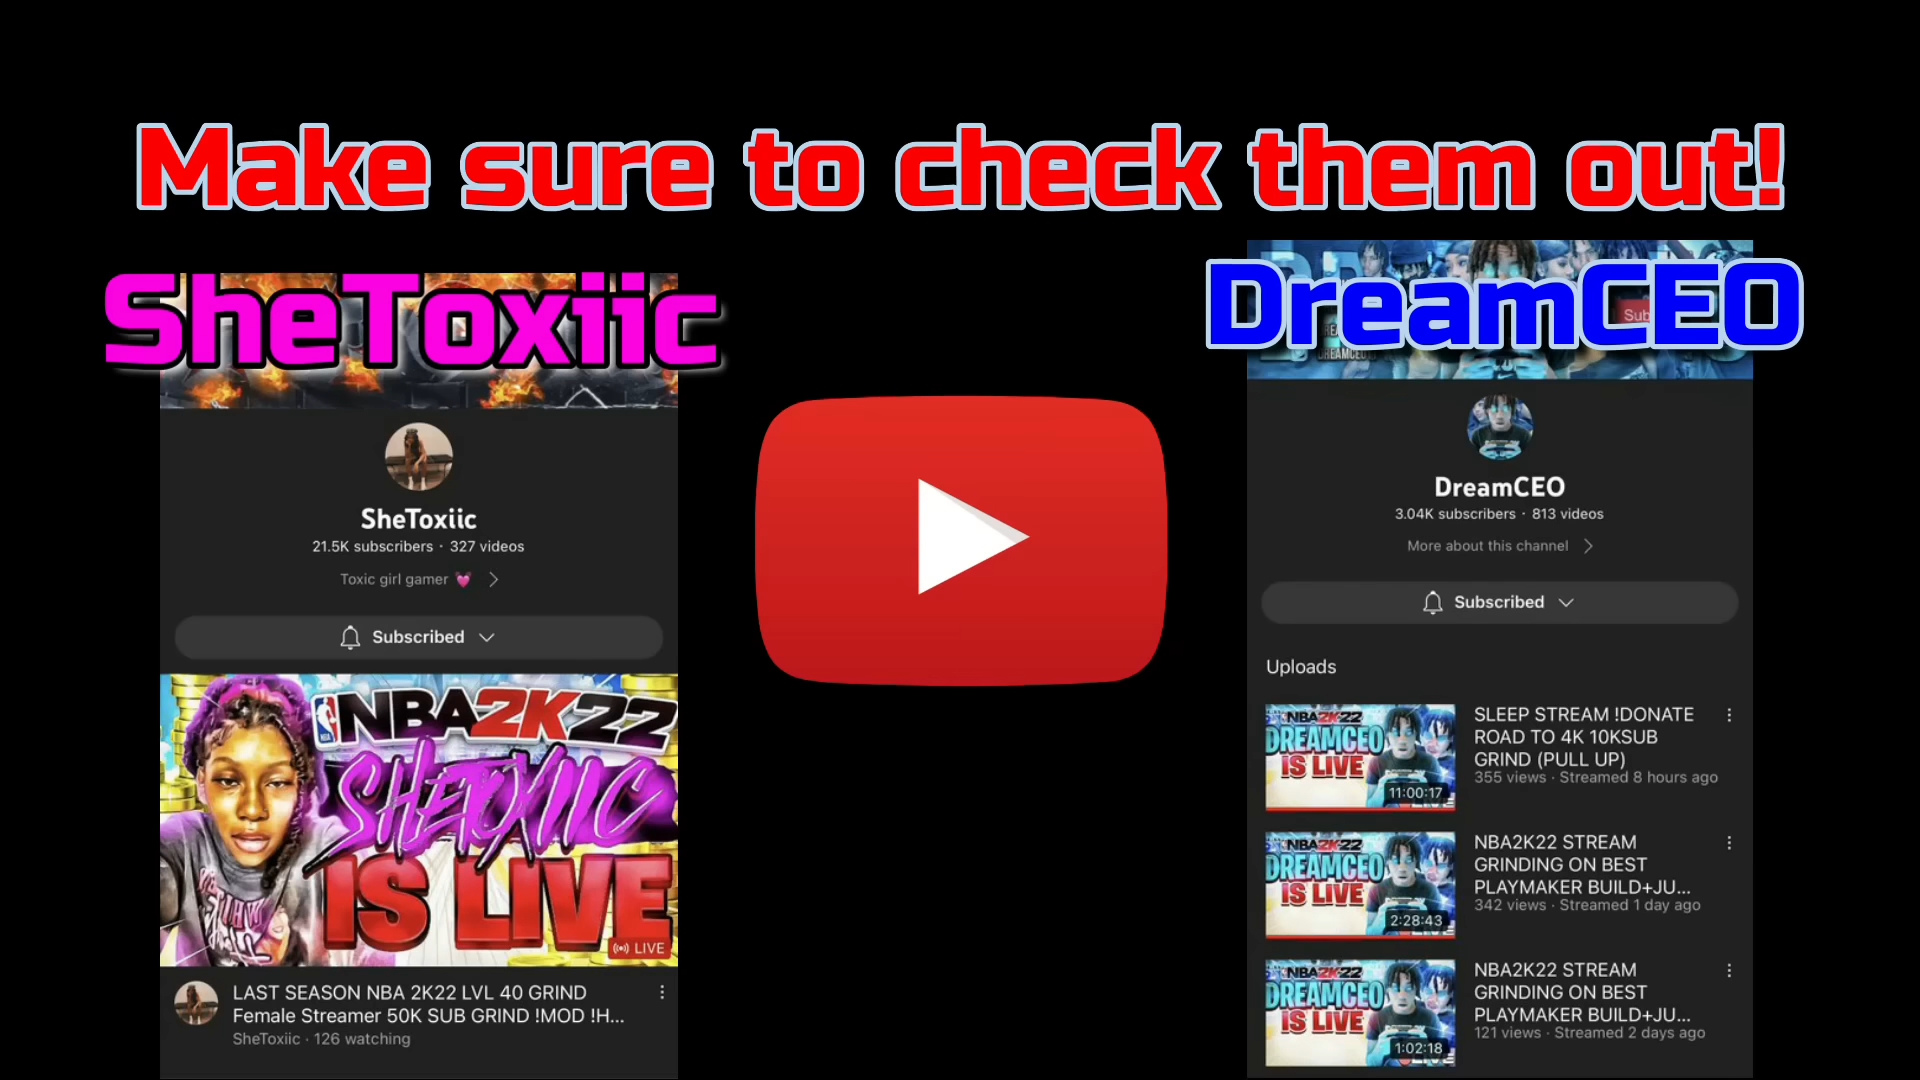 Make sure to check them out!
SheToxiic
SheToxiic
21.5K subscribers · 327 videos
Toxic girl gamer 💓
Subscribed
NBA2K22
SHETOXIIC
IS LIVE
LIVE
LAST SEASON NBA 2K22 LVL 40 GRIND
Female Streamer 50K SUB GRIND !MOD !H...
SheToxiic · 126 watching
DreamCEO
DreamCEO
3.04K subscribers · 813 videos
More about this channel
Subscribed
Uploads
NBA2K22
DREAMCEO
IS LIVE
11:00:17
SLEEP STREAM !DONATE
ROAD TO 4K 10KSUB
GRIND (PULL UP)
355 views · Streamed 8 hours ago
NBA2K22
DREAMCEO
IS LIVE
2:28:43
NBA2K22 STREAM
GRINDING ON BEST
PLAYMAKER BUILD+JU...
342 views · Streamed 1 day ago
NBA2K22
DREAMCEO
IS LIVE
1:02:18
NBA2K22 STREAM
GRINDING ON BEST
PLAYMAKER BUILD+JU...
121 views · Streamed 2 days ago